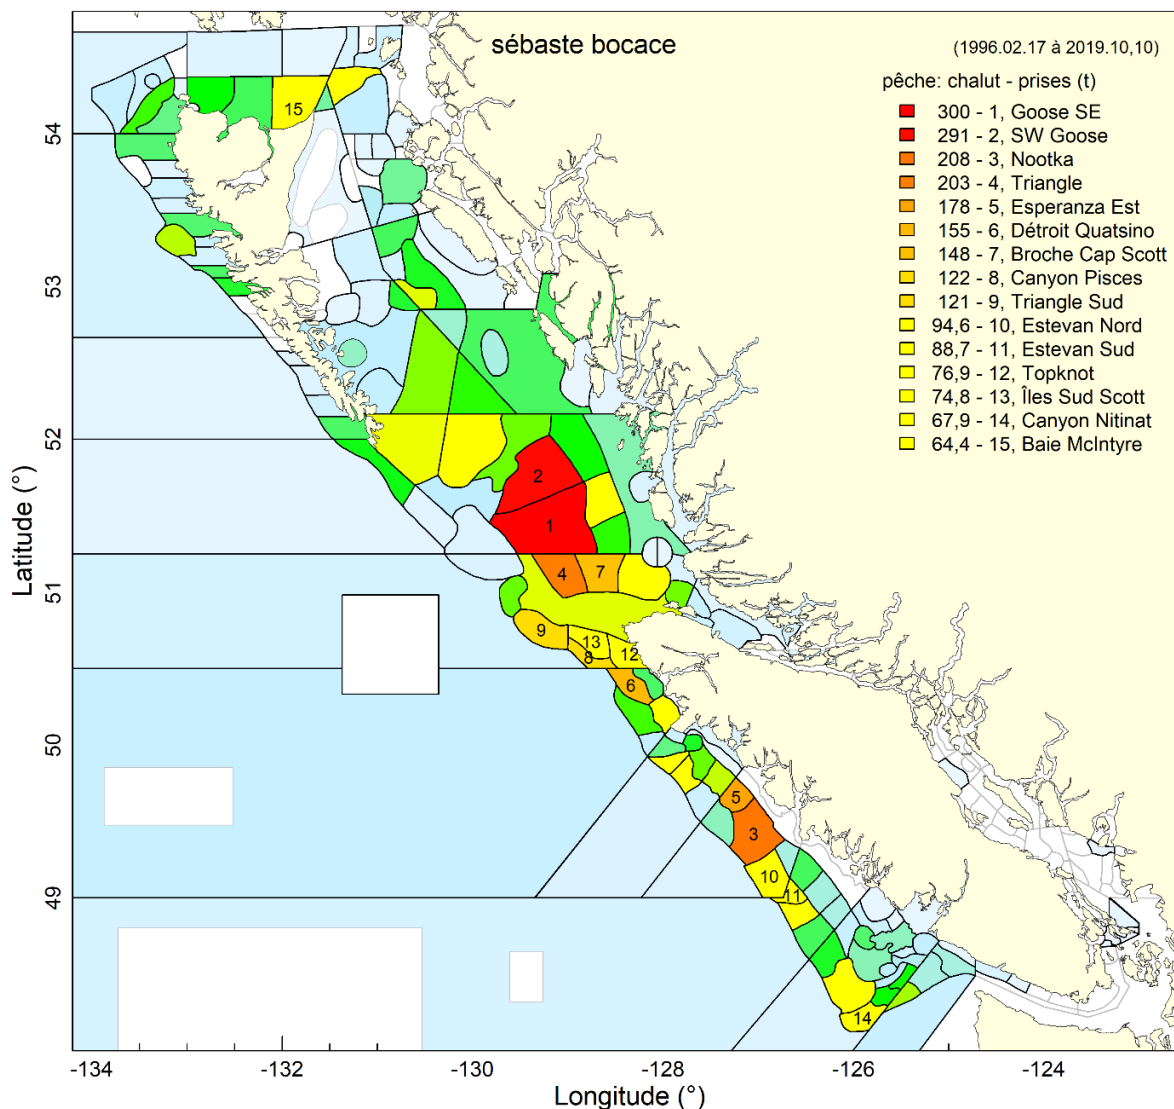 sébaste bocace
(1996.02.17 à 2019.10,10)
pêche: chalut - prises (t)
300 - 1, Goose SE
291 - 2, SW Goose
208 - 3, Nootka
203 - 4, Triangle
178 - 5, Esperanza Est
155 - 6, Détroit Quatsino
148 - 7, Broche Cap Scott
122 - 8, Canyon Pisces
121 - 9, Triangle Sud
94,6 - 10, Estevan Nord
88,7 - 11, Estevan Sud
76,9 - 12, Topknot
74,8 - 13, Îles Sud Scott
67,9 - 14, Canyon Nitinat
64,4 - 15, Baie McIntyre
15
2
1
4
7
9
13
8
12
6
5
3
10
11
14
54
53
52
51
50
49
Latitude (°)
-134
-132
-130
-128
-126
-124
Longitude (°)